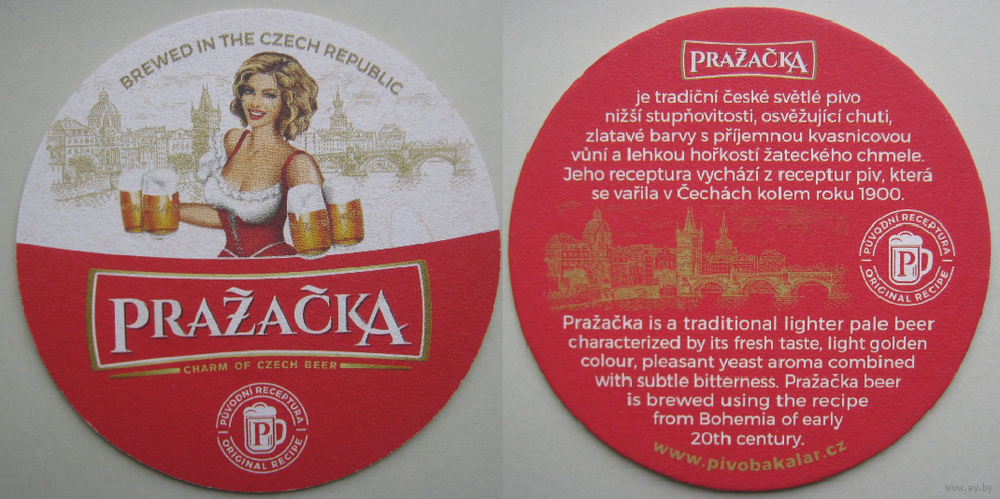 BREWED IN THE CZECH REPUBLIC
PRAŽAČKA
CHARM OF CZECH BEER
PŮVODNÍ RECEPTURA
P
ORIGINAL RECIPE
PRAŽAČKA
je tradiční české světlé pivo
nižší stupňovitosti, osvěžující chuti,
zlatavé barvy s příjemnou kvasnicovou
vůní a lehkou hořkostí žateckého chmele.
Jeho receptura vychází z receptur piv, která
se vařila v Čechách kolem roku 1900.
PŮVODNÍ RECEPTURA
P
ORIGINAL RECIPE
Pražačka is a traditional lighter pale beer
characterized by its fresh taste, light golden
colour, pleasant yeast aroma combined
with subtle bitterness. Pražačka beer
is brewed using the recipe
from Bohemia of early
20th century.
www.pivobakalar.cz
www.ay.by